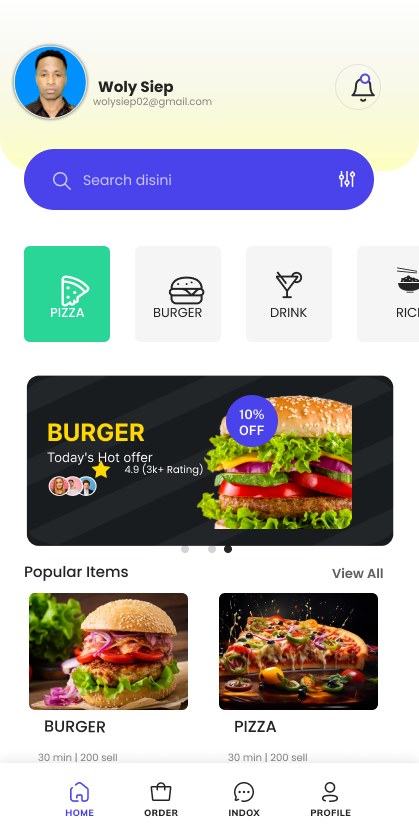 Woly Siep
wolysiep02@gmail.com
Search disini
PIZZA
BURGER
DRINK
RIC
BURGER
Today's Hot offer
4.9 (3k+ Rating)
10%
OFF
Popular Items
View All
BURGER
PIZZA
30 min | 200 sell
30 min | 200 sell
HOME
ORDER
INDOX
PROFILE